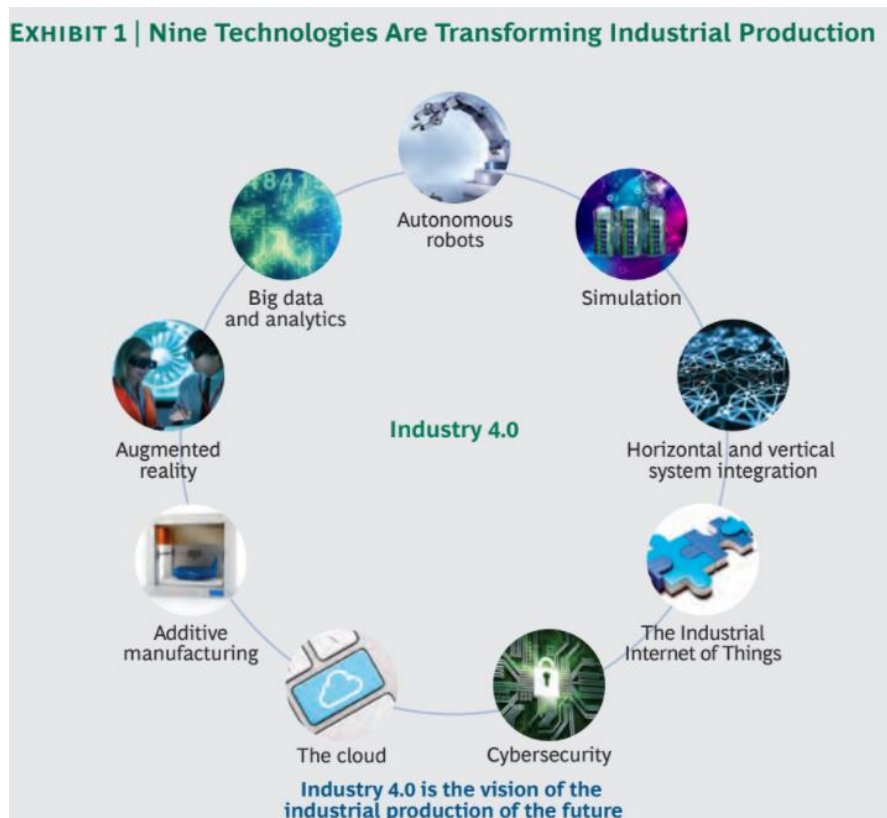 EXHIBIT 1 | Nine Technologies Are Transforming Industrial Production
Autonomous
robots
Simulation
Horizontal and vertical
system integration
The Industrial
Internet of Things
Cybersecurity
The cloud
Additive
manufacturing
Augmented
reality
Big data
and analytics
Industry 4.0
Industry 4.0 is the vision of the
industrial production of the future